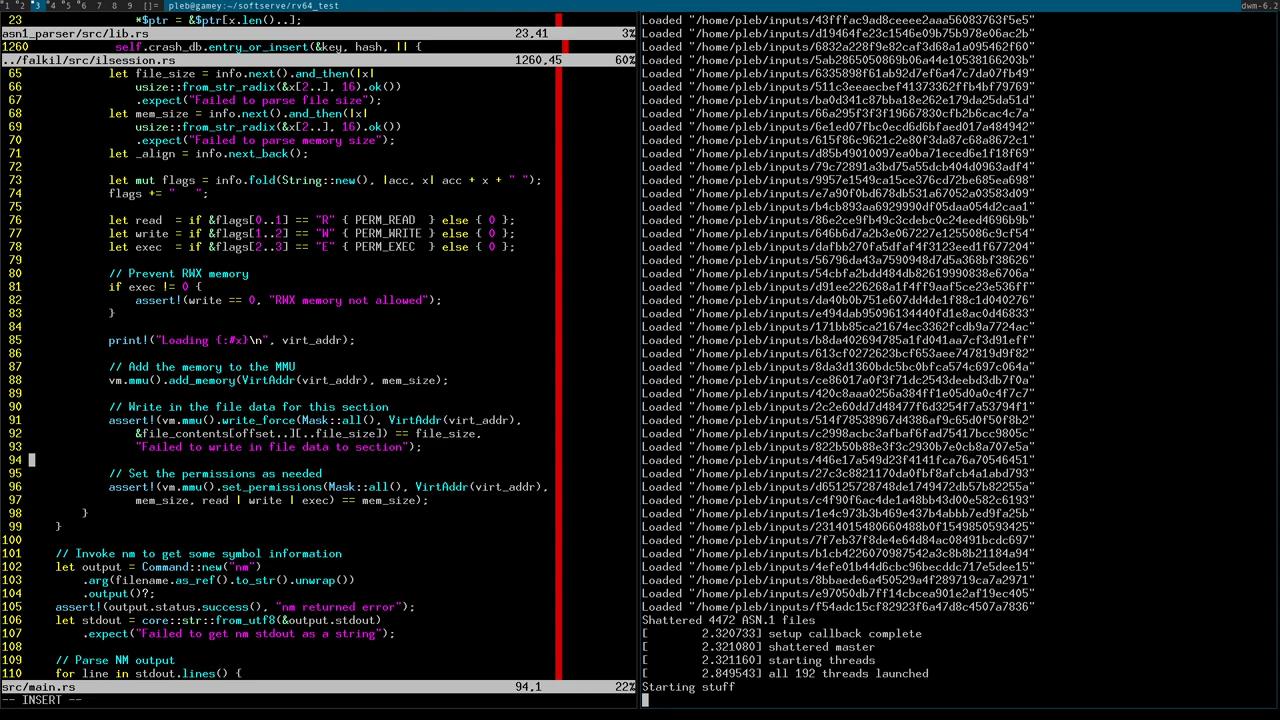 1 2 3 4 5 6 7 8 9 []= pleb@gamey:~/softserve/rv64_test dwm-6.2
23 *$ptr = &$ptr[x.len()..];
asn1_parser/src/lib.rs 23,41 3%
1260 self.crash_db.entry_or_insert(&key, hash, || {
../falkil/src/ilsession.rs 1260,45 60%
65 let file_size = info.next().and_then(|x|
66 usize::from_str_radix(&x[2..], 16).ok())
67 .expect("Failed to parse file size");
68 let mem_size = info.next().and_then(|x|
69 usize::from_str_radix(&x[2..], 16).ok())
70 .expect("Failed to parse memory size");
71 let _align = info.next_back();
72
73 let mut flags = info.fold(String::new(), |acc, x| acc + x + " ");
74 flags += "   ";
75
76 let read  = if &flags[0..1] == "R" { PERM_READ  } else { 0 };
77 let write = if &flags[1..2] == "W" { PERM_WRITE } else { 0 };
78 let exec  = if &flags[2..3] == "E" { PERM_EXEC  } else { 0 };
79
80 // Prevent RWX memory
81 if exec != 0 {
82 assert!(write == 0, "RWX memory not allowed");
83 }
84
85 print!("Loading {:#x}\n", virt_addr);
86
87 // Add the memory to the MMU
88 vm.mmu().add_memory(VirtAddr(virt_addr), mem_size);
89
90 // Write in the file data for this section
91 assert!(vm.mmu().write_force(Mask::all(), VirtAddr(virt_addr),
92 &file_contents[offset..][..file_size]) == file_size,
93 "Failed to write in file data to section");
94
95 // Set the permissions as needed
96 assert!(vm.mmu().set_permissions(Mask::all(), VirtAddr(virt_addr),
97 mem_size, read | write | exec) == mem_size);
98 }
99 }
100
101 // Invoke nm to get some symbol information
102 let output = Command::new("nm")
103 .arg(filename.as_ref().to_str().unwrap())
104 .output()?;
105 assert!(output.status.success(), "nm returned error");
106 let stdout = core::str::from_utf8(&output.stdout)
107 .expect("Failed to get nm stdout as a string");
108
109 // Parse NM output
110 for line in stdout.lines() {
src/main.rs 94,1 22%
-- INSERT --
Loaded "/home/pleb/inputs/43fffac9ad8ceeee2aaa56083763f5e5"
Loaded "/home/pleb/inputs/d19464fe23c1546e09b75b978e06ac2b"
Loaded "/home/pleb/inputs/6832a228f9e82caf3d68a1a095462f60"
Loaded "/home/pleb/inputs/5ab2865050869b06a44e10538166203b"
Loaded "/home/pleb/inputs/6335898f61ab92d7ef6a47c7da07fb49"
Loaded "/home/pleb/inputs/511c3eeaecbef41373362ffb4bf79769"
Loaded "/home/pleb/inputs/ba0d341c87bba18e262e179da25da51d"
Loaded "/home/pleb/inputs/66a295f3f3f19667830cfb2b6cac4c7a"
Loaded "/home/pleb/inputs/6e1ed07fbc0ecd6d6bfaed017a484942"
Loaded "/home/pleb/inputs/615f86c9621c2e80f3da87c68a8672c1"
Loaded "/home/pleb/inputs/d85b4901097ea0ba71eced6e1f18f69"
Loaded "/home/pleb/inputs/79c72891a3bd75a55dcb404d0963adf4"
Loaded "/home/pleb/inputs/9957e1549ca15ce376cd72be685ea698"
Loaded "/home/pleb/inputs/e7a90f0bd678db531a67052a03583d09"
Loaded "/home/pleb/inputs/b4cb893aa6929990df05daa054d2caa1"
Loaded "/home/pleb/inputs/86e2ce9fb49c3cdebc0c24eed4696b9b"
Loaded "/home/pleb/inputs/646b6d7a2b3e067227e1255086c9cf54"
Loaded "/home/pleb/inputs/dafbb270fa5dfaf4f3123eed1f677204"
Loaded "/home/pleb/inputs/56796da43a7590948d7d5a368bf38626"
Loaded "/home/pleb/inputs/54cbfa2bdd484db82619990838e6706a"
Loaded "/home/pleb/inputs/d91ee226268a1f4ff9aaf5ce23e536ff"
Loaded "/home/pleb/inputs/da40b0b751e607dd4de1f88c1d040276"
Loaded "/home/pleb/inputs/e494dab95096134440fd1e8ac0d46833"
Loaded "/home/pleb/inputs/171bb85ca21674ec3362fcdb9a7724ac"
Loaded "/home/pleb/inputs/b8da402694785a1fd041aa7cf3d91eff"
Loaded "/home/pleb/inputs/613cf0272623bcf653aee747819d9f82"
Loaded "/home/pleb/inputs/8da3d1360bdc5bc0bfca574c697c064a"
Loaded "/home/pleb/inputs/ce86017a0f3f71dc2543deebd3db7f0a"
Loaded "/home/pleb/inputs/420c8aaa0256a384ff1e05d0a0c4f7c7"
Loaded "/home/pleb/inputs/2c2e60dd7d48477f6d3254f7a53794f1"
Loaded "/home/pleb/inputs/514f78538967d4386af9c65d0f50f8b2"
Loaded "/home/pleb/inputs/c2998acbc3afbaf6fad75417bcc9805c"
Loaded "/home/pleb/inputs/822b50b88e3f3c2930b7e0cb8a707e5a"
Loaded "/home/pleb/inputs/446e17a549d23f4141fca76a70546451"
Loaded "/home/pleb/inputs/27c3c8821170da0fbf8afcb4a1abd793"
Loaded "/home/pleb/inputs/d65125728748de1749472db57b82255a"
Loaded "/home/pleb/inputs/c4f90f6ac4de1a48bb43d00e582c6193"
Loaded "/home/pleb/inputs/1e4c973b3b469e437b4abbb7ed9fa25b"
Loaded "/home/pleb/inputs/2314015480660488b0f1549850593425"
Loaded "/home/pleb/inputs/7f7eb37f8de4e64d84ac08491bcdc697"
Loaded "/home/pleb/inputs/b1cb4226070987542a3c8b8b21184a94"
Loaded "/home/pleb/inputs/4efe01b44d6cbc96becddc717e5dee15"
Loaded "/home/pleb/inputs/8bbaede6a450529a4f289719ca7a2971"
Loaded "/home/pleb/inputs/e97050db7ff14cbcea901e2af19ec405"
Loaded "/home/pleb/inputs/f54adc15cf82923f6a47d8c4507a7836"
Shattered 4472 ASN.1 files
[ 2.320733] setup callback complete
[ 2.321080] shattered master
[ 2.321160] starting threads
[ 2.849543] all 192 threads launched
Starting stuff